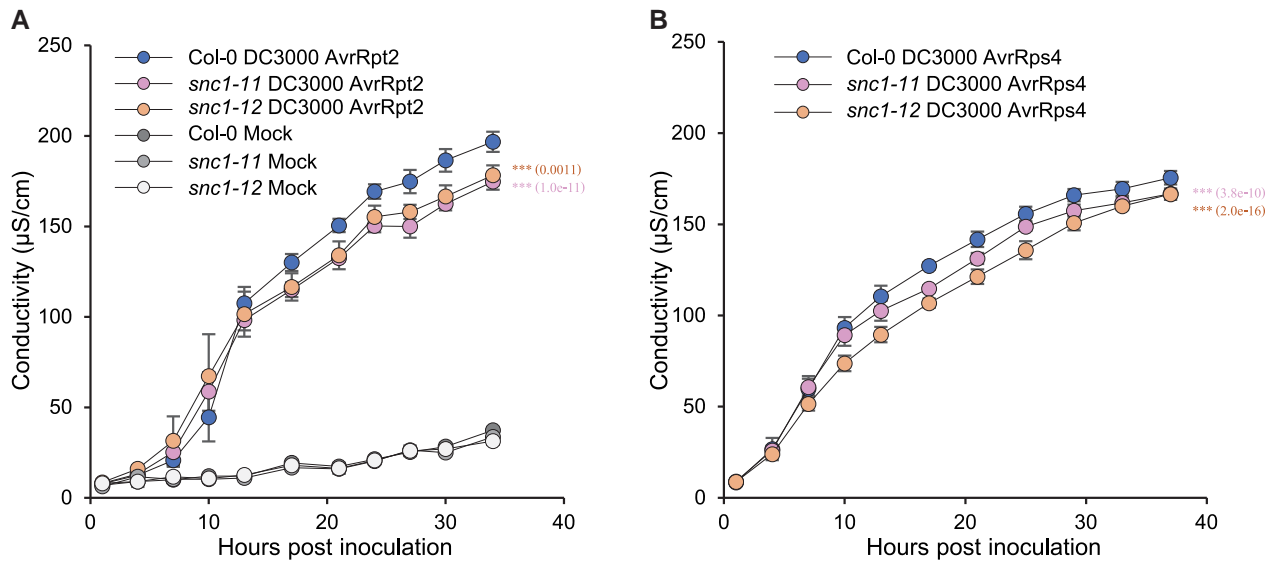 A
Conductivity (µS/cm)
250
200
150
100
50
0
Col-0 DC3000 AvrRpt2
snc1-11 DC3000 AvrRpt2
snc1-12 DC3000 AvrRpt2
Col-0 Mock
snc1-11 Mock
snc1-12 Mock
*** (0.0011)
*** (1.0e-11)
0 10 20 30 40
Hours post inoculation
B
Conductivity (µS/cm)
250
200
150
100
50
0
Col-0 DC3000 AvrRps4
snc1-11 DC3000 AvrRps4
snc1-12 DC3000 AvrRps4
*** (3.8e-10)
*** (2.0e-16)
0 10 20 30 40
Hours post inoculation